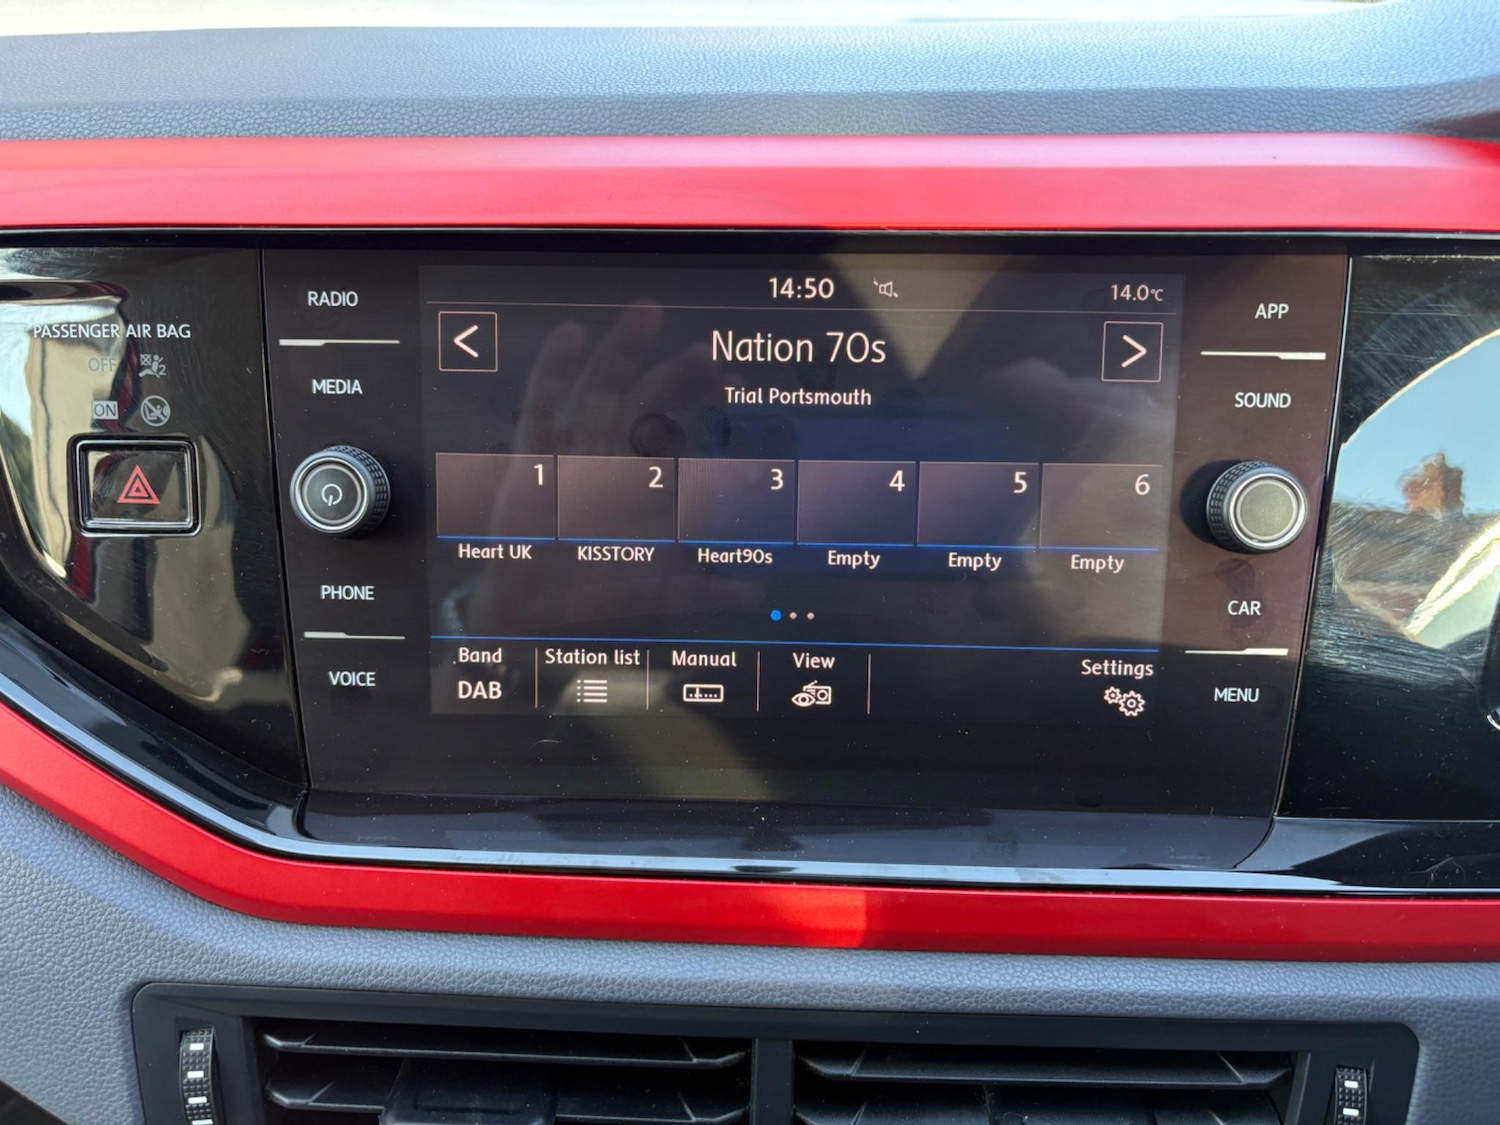 RADIO
MEDIA
PHONE
VOICE
PASSENGER AIR BAG
OFF
2
ON
14:50
14.0°C
<
Nation 70s
>
Trial Portsmouth
1 2 3 4 5 6
Heart UK KISSTORY Heart90s Empty Empty Empty
Band Station list Manual View Settings
DAB
APP
SOUND
CAR
MENU